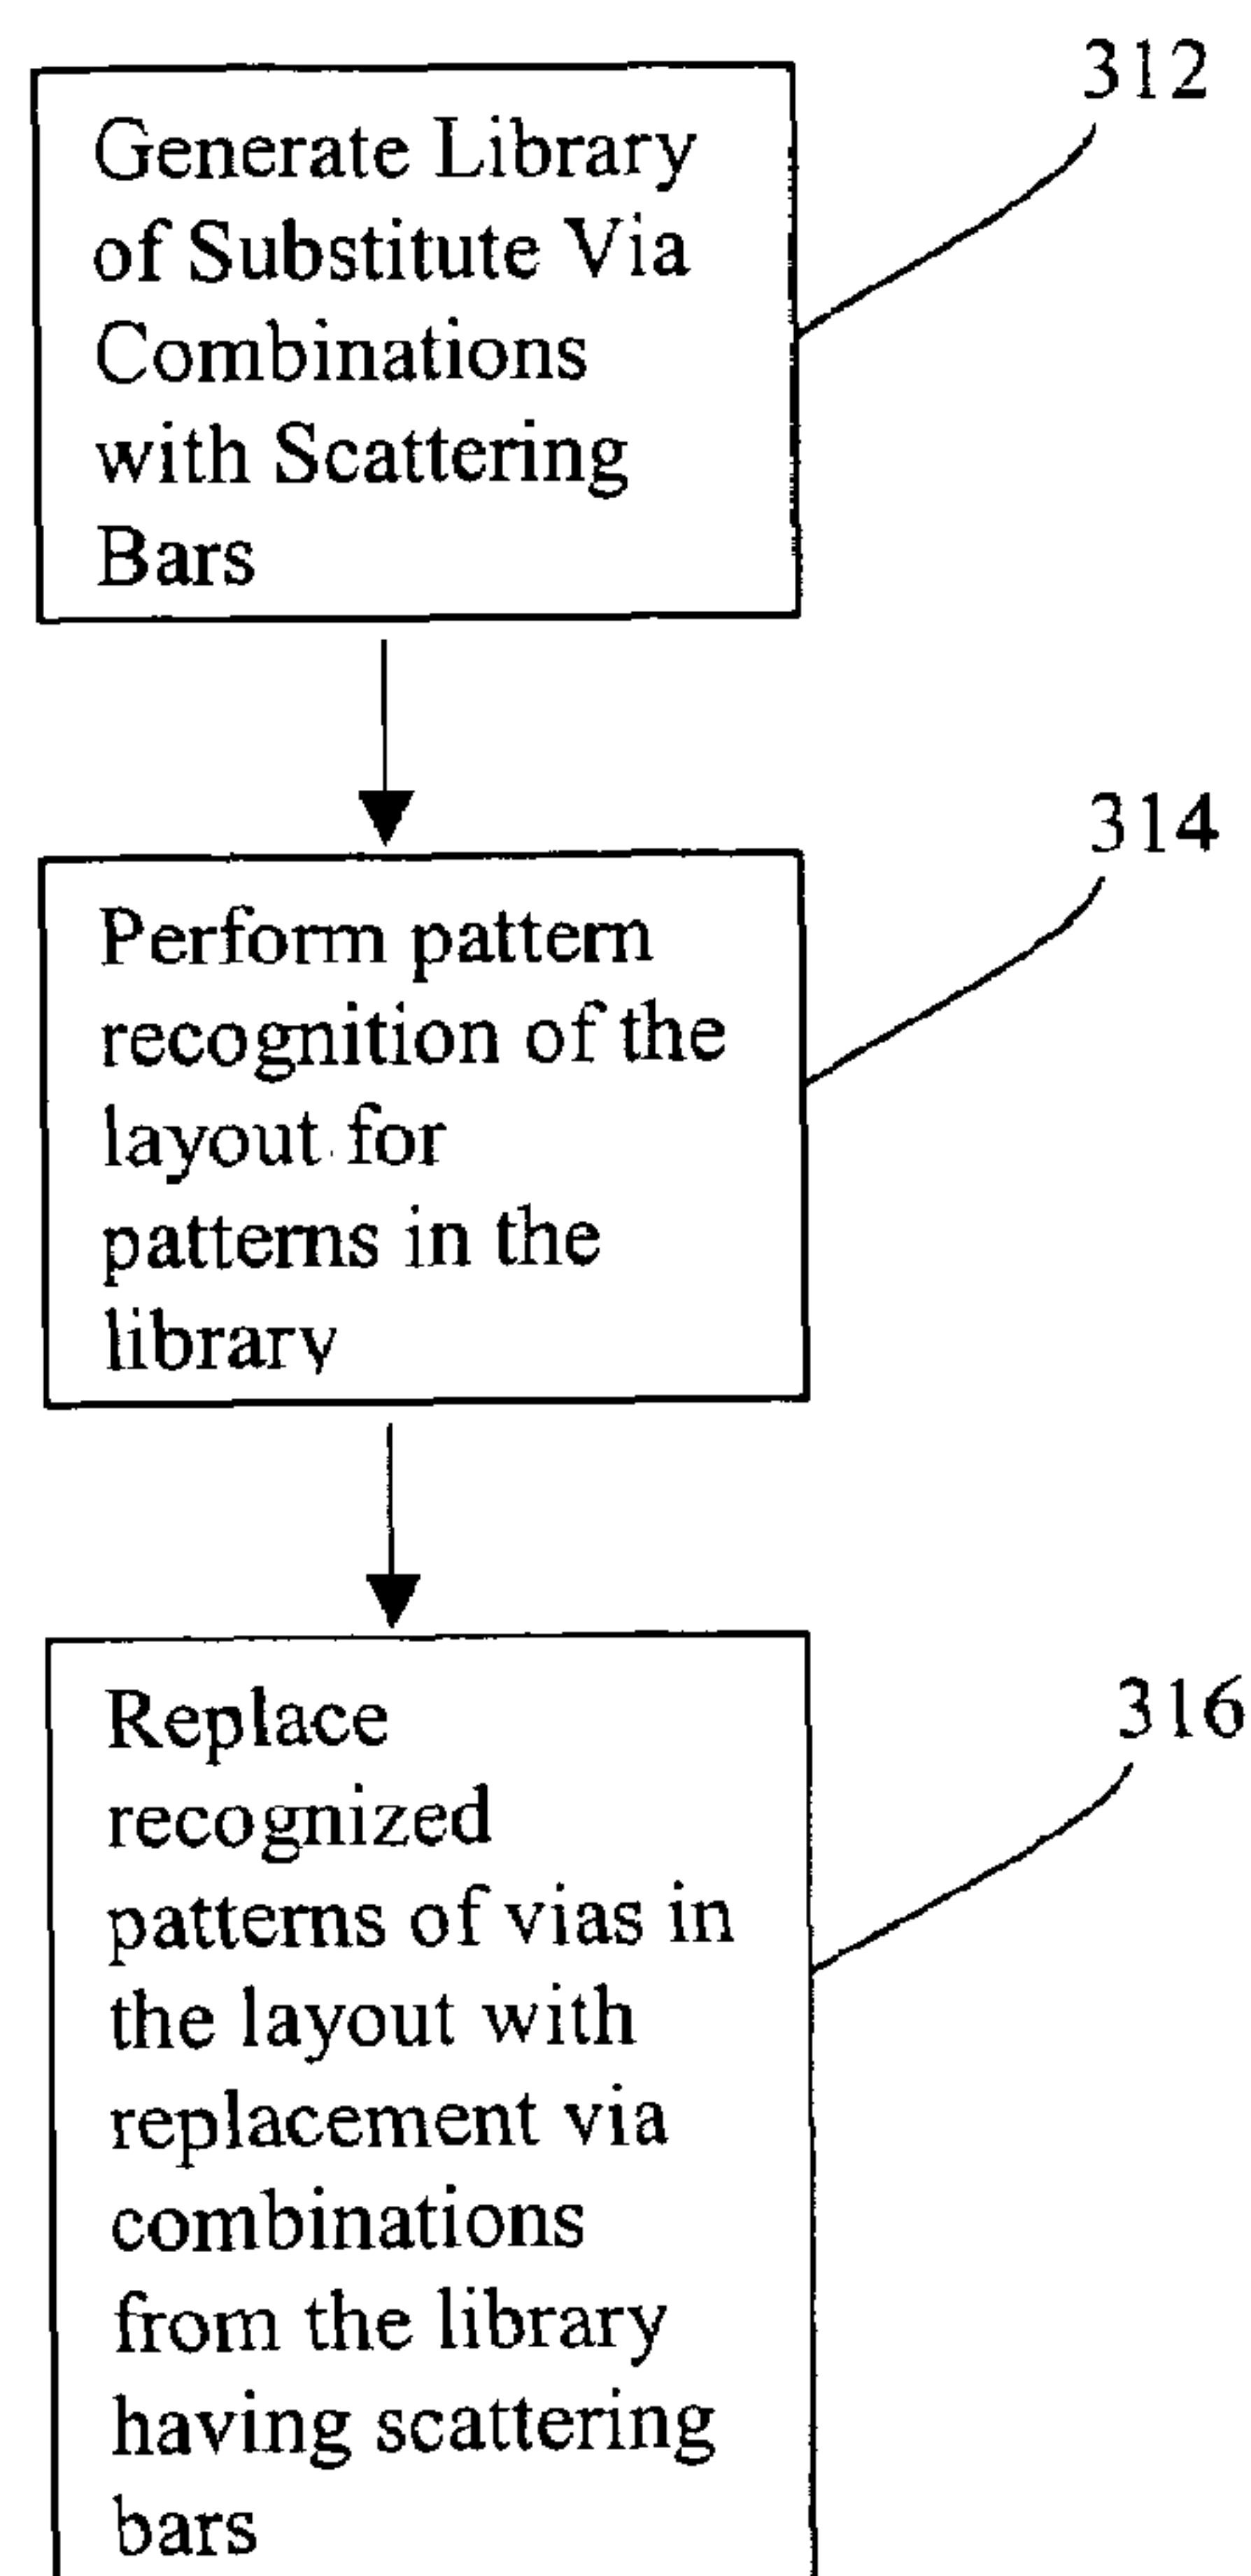 312
Generate Library
of Substitute Via
Combinations
with Scattering
Bars
314
Perform pattern
recognition of the
layout for
patterns in the
library
316
Replace
recognized
patterns of vias in
the layout with
replacement via
combinations
from the library
having scattering
bars